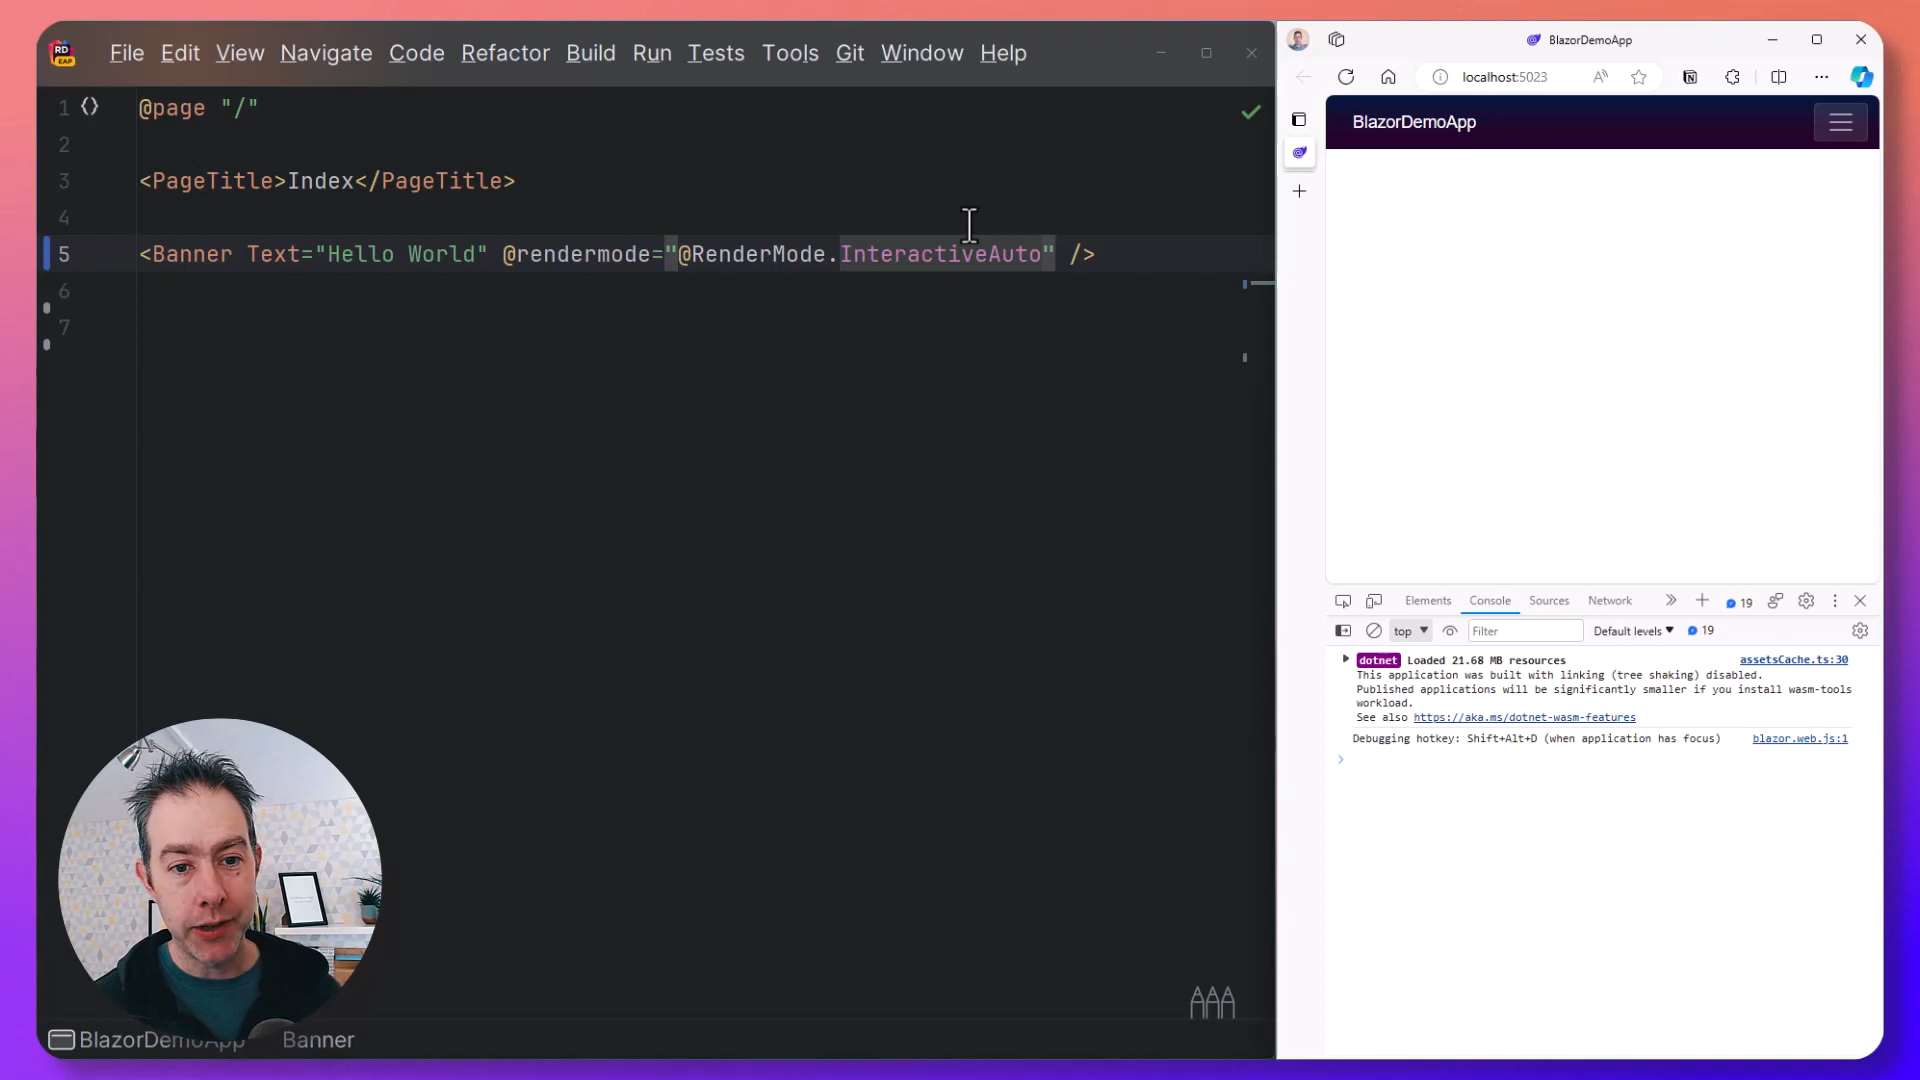 RD
EAP
File Edit View Navigate Code Refactor Build Run Tests Tools Git Window Help
1 @page "/"
2
3 <PageTitle>Index</PageTitle>
4
5 <Banner Text="Hello World" @rendermode="@RenderMode.InteractiveAuto" />
6
7
BlazorDemoApp Banner
BlazorDemoApp
localhost:5023
BlazorDemoApp
Elements Console Sources Network 19
top Filter Default levels 19
dotnet Loaded 21.68 MB resources assetsCache.ts:30
This application was built with linking (tree shaking) disabled.
Published applications will be significantly smaller if you install wasm-tools
workload.
See also https://aka.ms/dotnet-wasm-features
Debugging hotkey: Shift+Alt+D (when application has focus) blazor.web.js:1